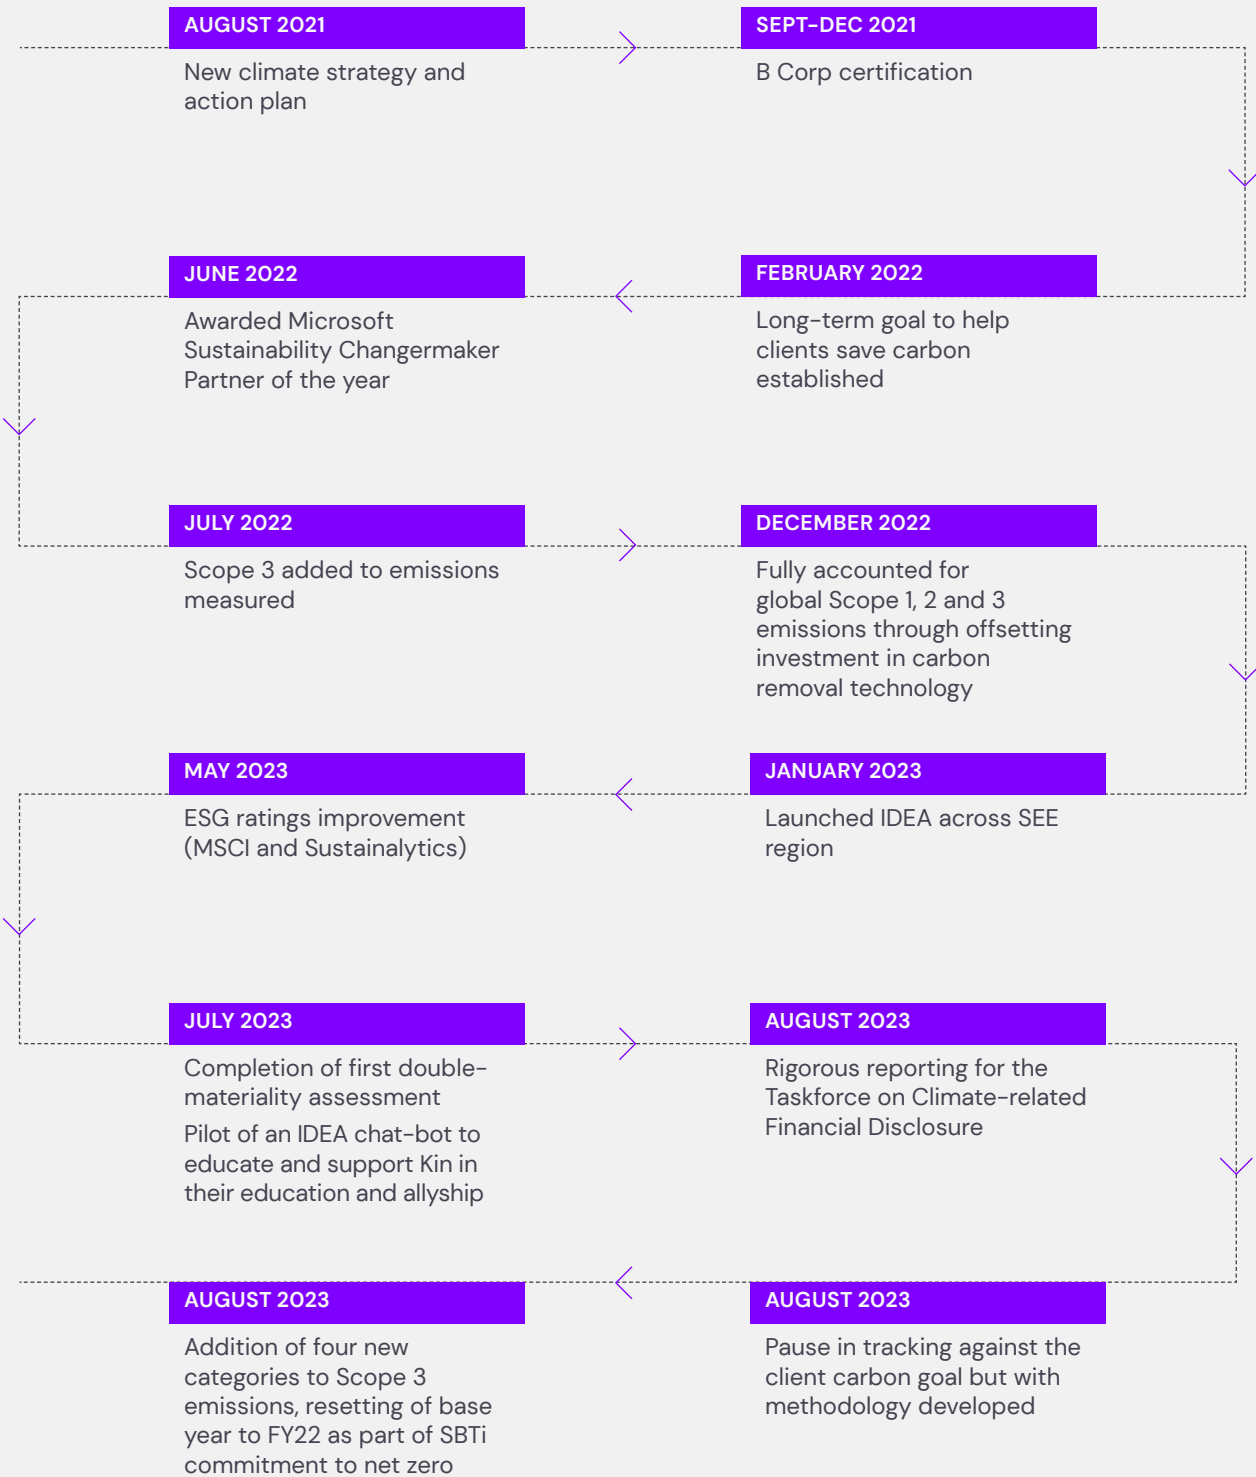 AUGUST 2021
New climate strategy and
action plan
SEPT–DEC 2021
B Corp certification
FEBRUARY 2022
Long-term goal to help
clients save carbon
established
JUNE 2022
Awarded Microsoft
Sustainability Changermaker
Partner of the year
JULY 2022
Scope 3 added to emissions
measured
DECEMBER 2022
Fully accounted for
global Scope 1, 2 and 3
emissions through offsetting
investment in carbon
removal technology
JANUARY 2023
Launched IDEA across SEE
region
MAY 2023
ESG ratings improvement
(MSCI and Sustainalytics)
JULY 2023
Completion of first double-
materiality assessment
Pilot of an IDEA chat-bot to
educate and support Kin in
their education and allyship
AUGUST 2023
Rigorous reporting for the
Taskforce on Climate-related
Financial Disclosure
AUGUST 2023
Pause in tracking against the
client carbon goal but with
methodology developed
AUGUST 2023
Addition of four new
categories to Scope 3
emissions, resetting of base
year to FY22 as part of SBTi
commitment to net zero